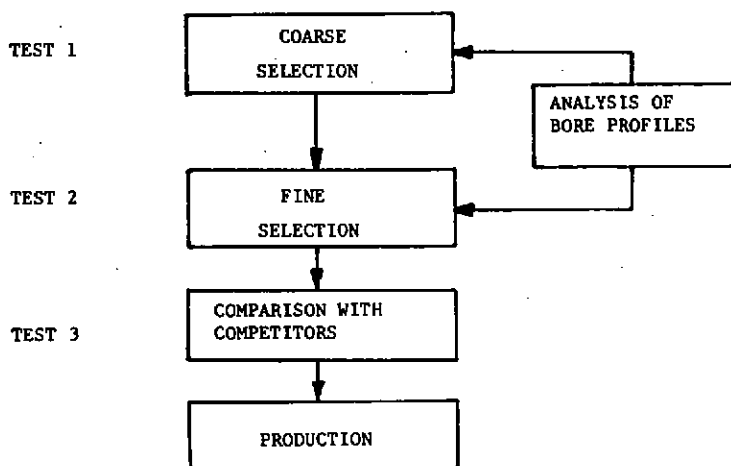 TEST 1
COARSE
SELECTION
ANALYSIS OF
BORE PROFILES
TEST 2
FINE
SELECTION
TEST 3
COMPARISON WITH
COMPETITORS
PRODUCTION